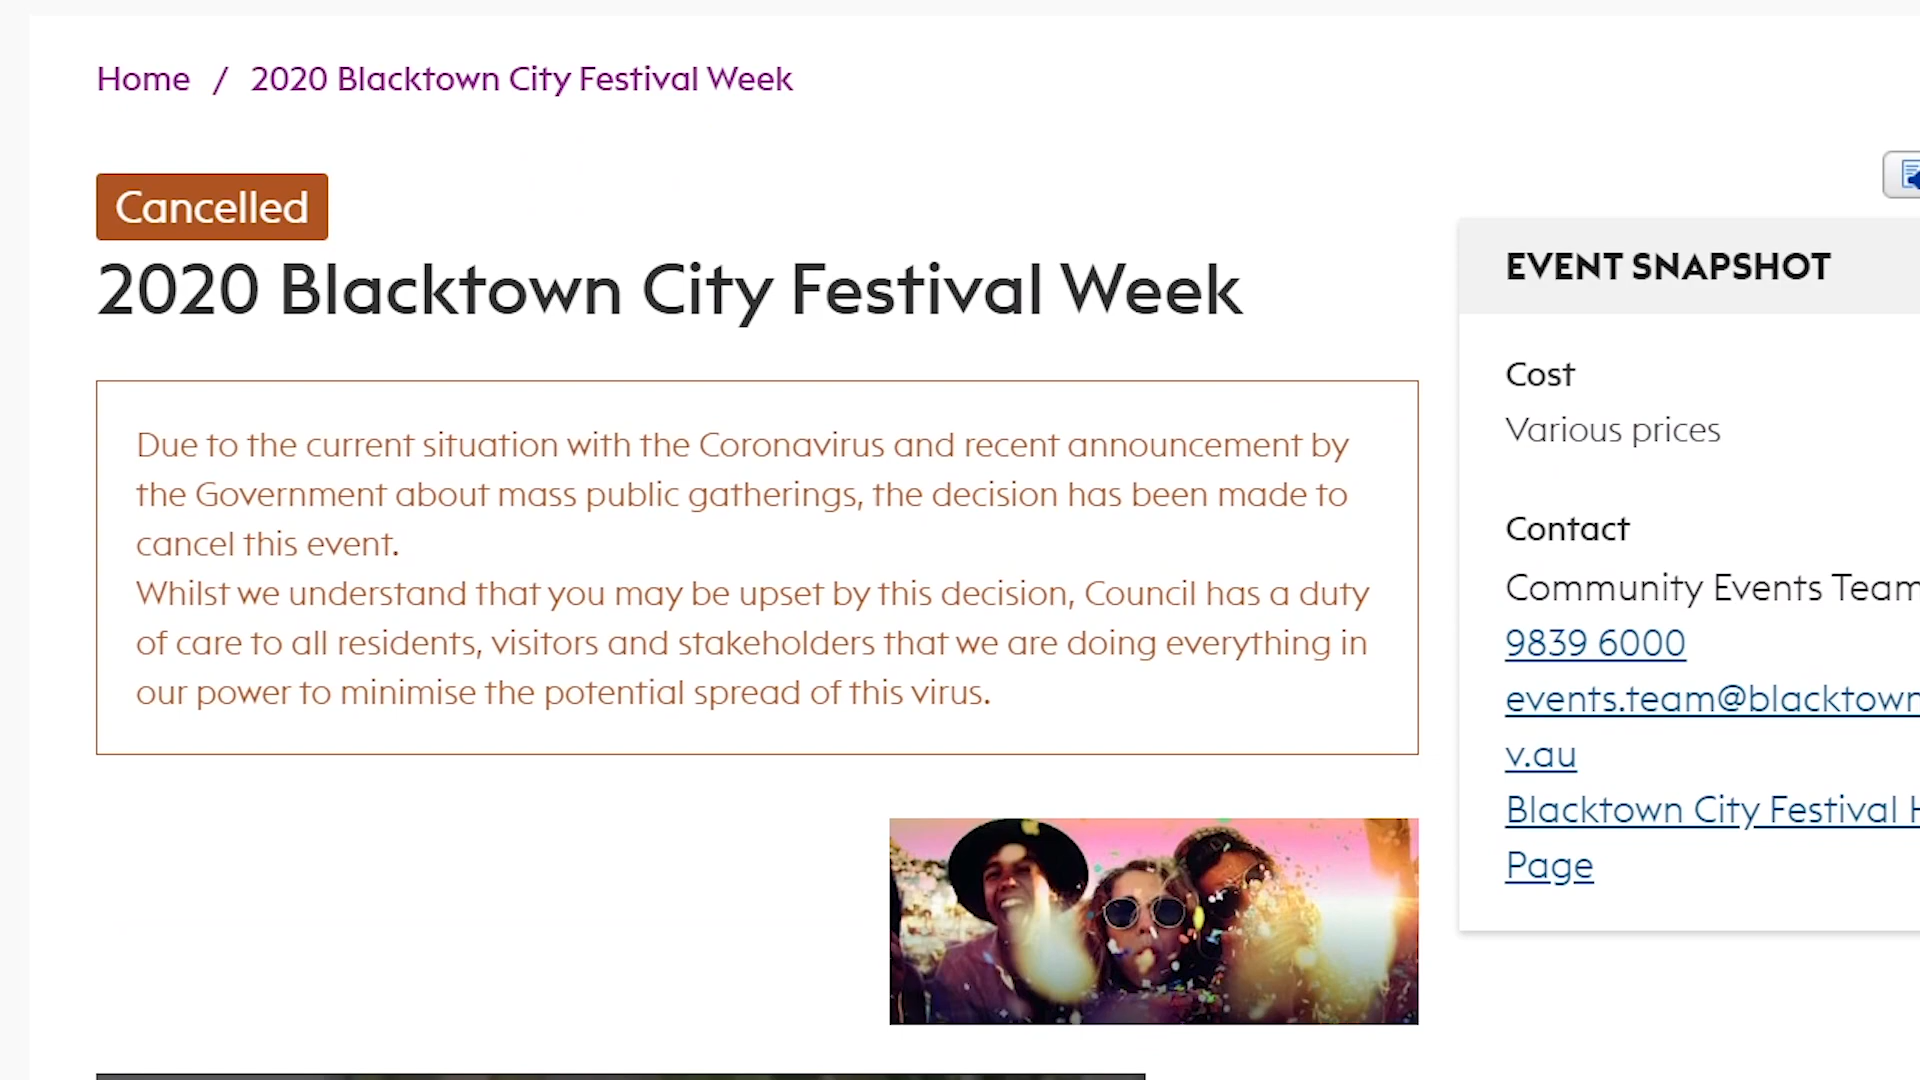 Home / 2020 Blacktown City Festival Week
Cancelled
2020 Blacktown City Festival Week
Due to the current situation with the Coronavirus and recent announcement by
the Government about mass public gatherings, the decision has been made to
cancel this event.
Whilst we understand that you may be upset by this decision, Council has a duty
of care to all residents, visitors and stakeholders that we are doing everything in
our power to minimise the potential spread of this virus.
EVENT SNAPSHOT
Cost
Various prices
Contact
Community Events Team
9839 6000
events.team@blacktown
v.au
Blacktown City Festival H
Page